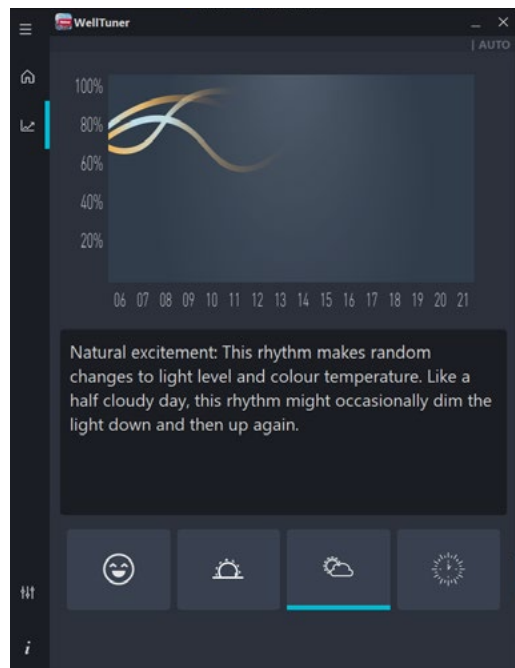 WellTuner
| AUTO
100%
80%
60%
40%
20%
06 07 08 09 10 11 12 13 14 15 16 17 18 19 20 21
Natural excitement: This rhythm makes random
changes to light level and colour temperature. Like a
half cloudy day, this rhythm might occasionally dim the
light down and then up again.
i